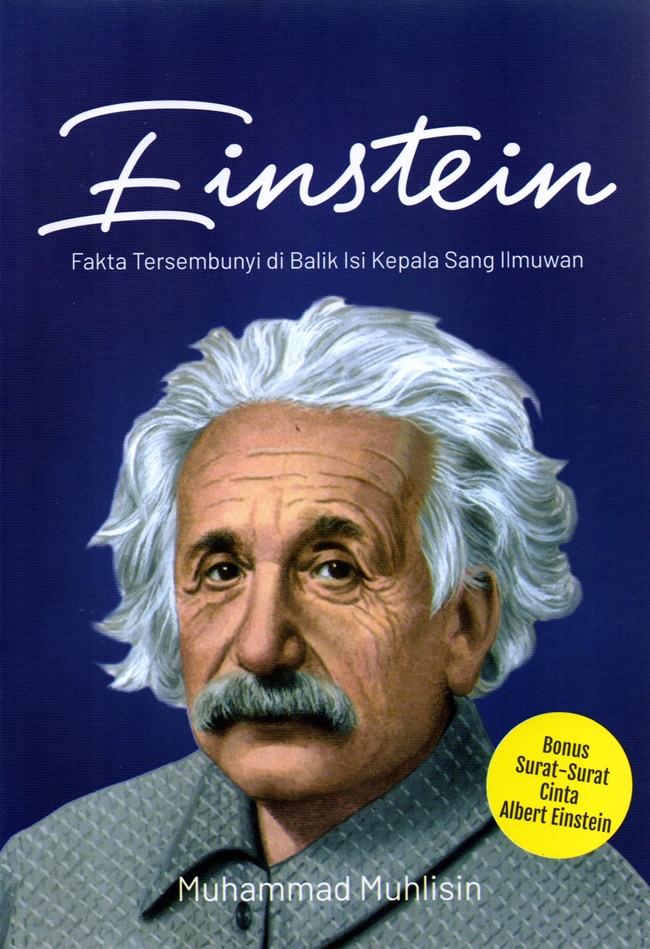 Einstein
Fakta Tersembunyi di Balik Isi Kepala Sang Ilmuwan
Bonus
Surat-Surat
Cinta
Albert Einstein
Muhammad Muhlisin